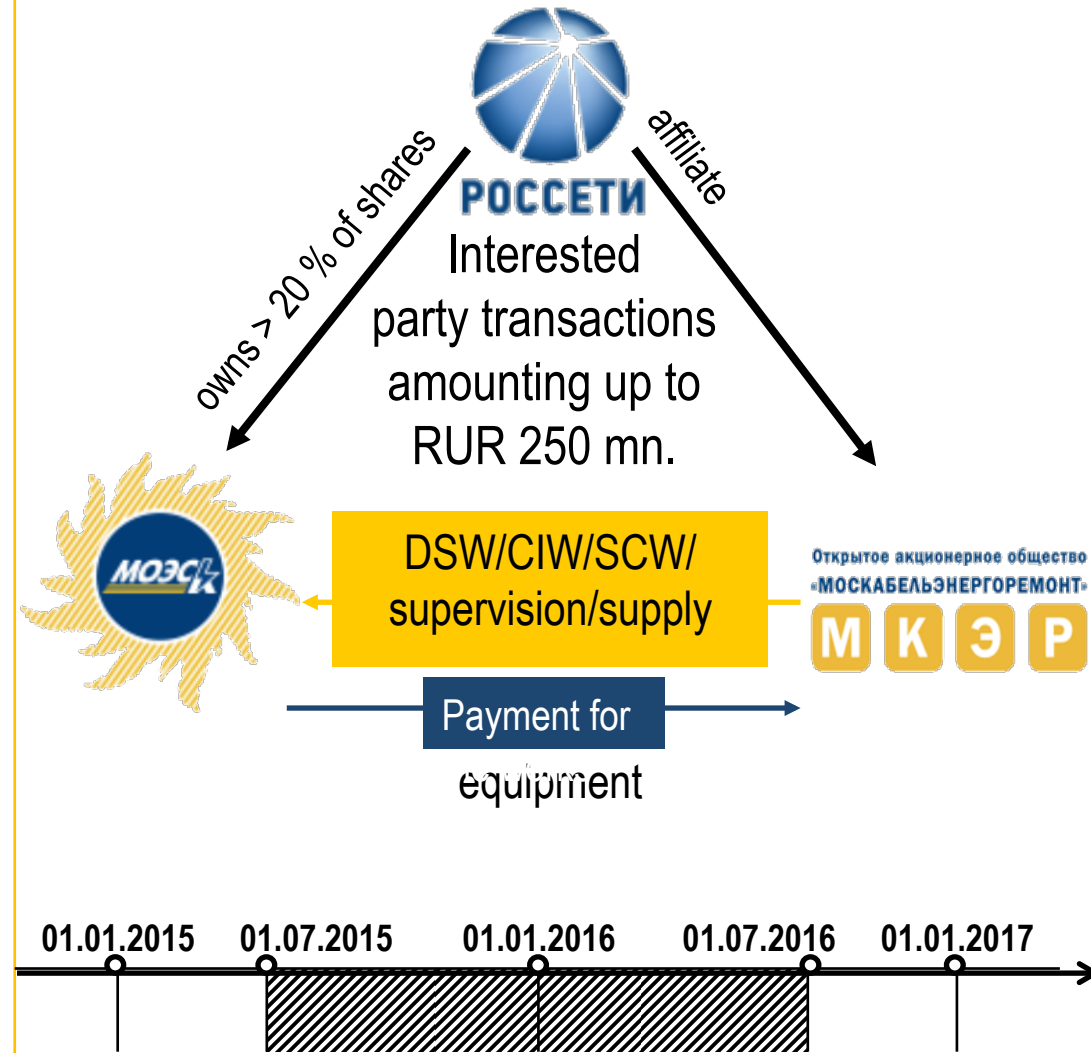 РОССЕТИ
owns > 20 % of shares
affiliate
Interested
party transactions
amounting up to
RUR 250 mn.
МОЭСК
DSW/CIW/SCW/
supervision/supply
Открытое акционерное общество
«МОСКАБЕЛЬЭНЕРГОРЕМОНТ»
М К Э Р
Payment for
equipment
01.01.2015 01.07.2015 01.01.2016 01.07.2016 01.01.2017